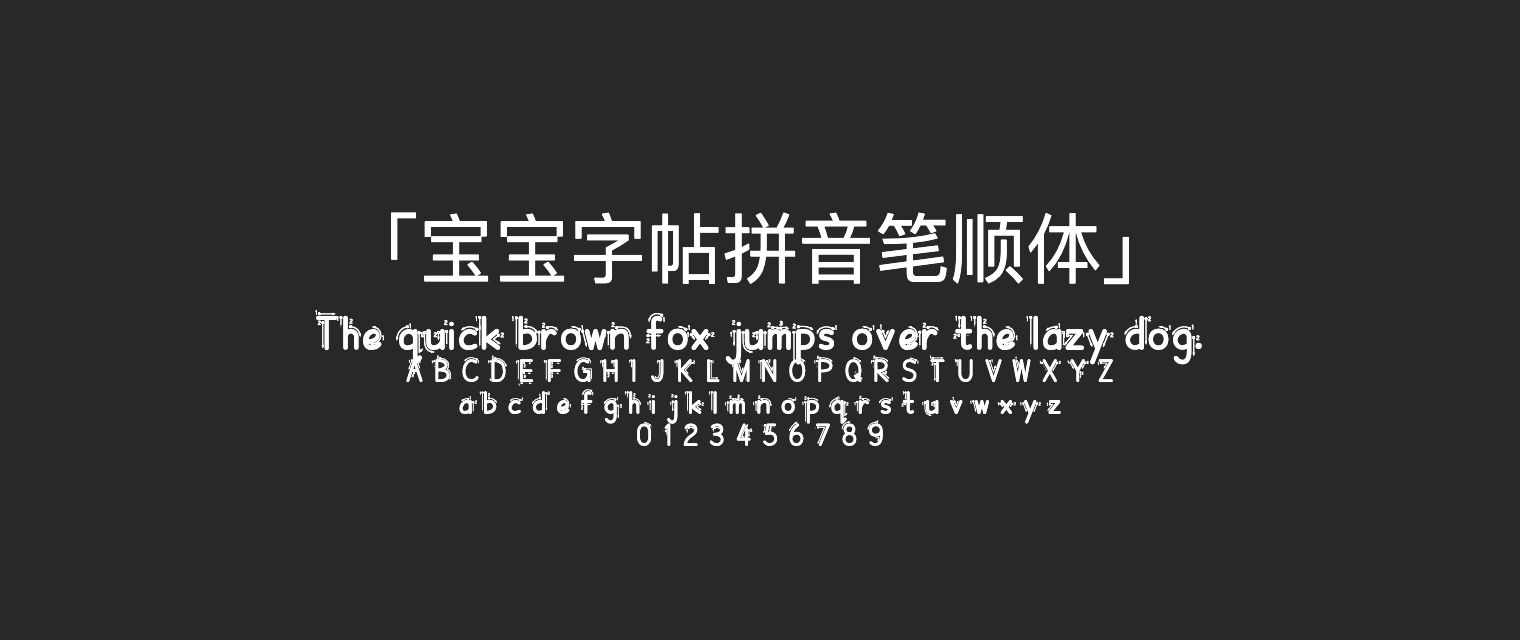 「宝宝字帖拼音笔顺体」
The quick brown fox jumps over the lazy dog.
A B C D E F G H I J K L M N O P Q R S T U V W X Y Z
a b c d e f g h i j k l m n o p q r s t u v w x y z
0 1 2 3 4 5 6 7 8 9